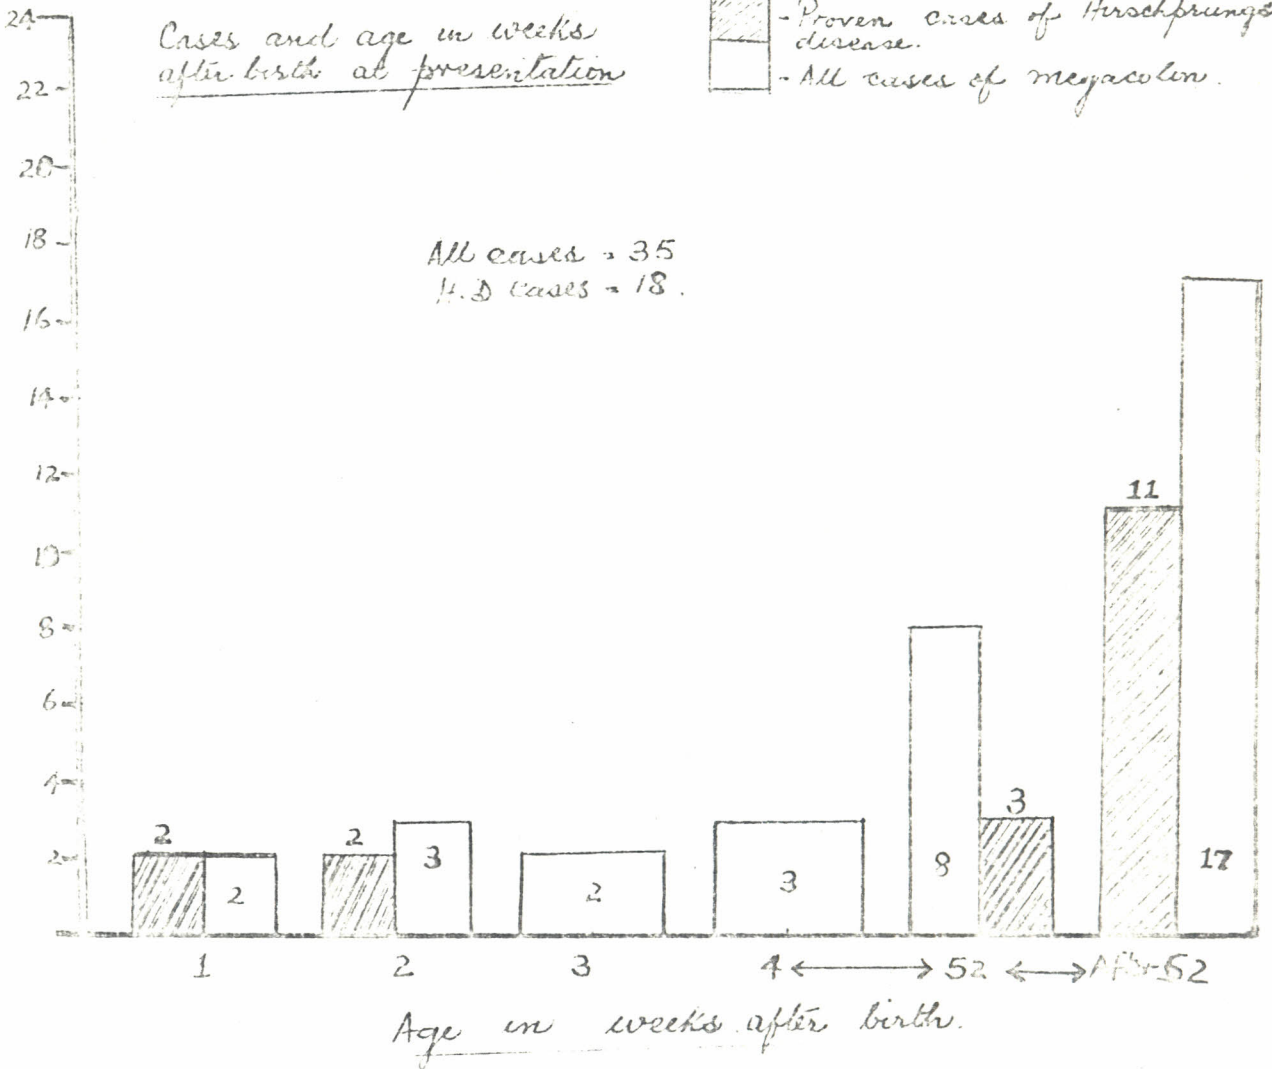 Cases and age in weeks
after birth at presentation
- Proven cases of Hirschprungs
disease.
- All cases of megacolon.
All cases = 35
H.D cases = 18.
24
22
20
18
16
14
12
10
8
6
4
2
2
2
2
3
2
3
8
3
11
17
1 2 3 4 ←→ 52 ←→ After 52
Age in weeks after birth.